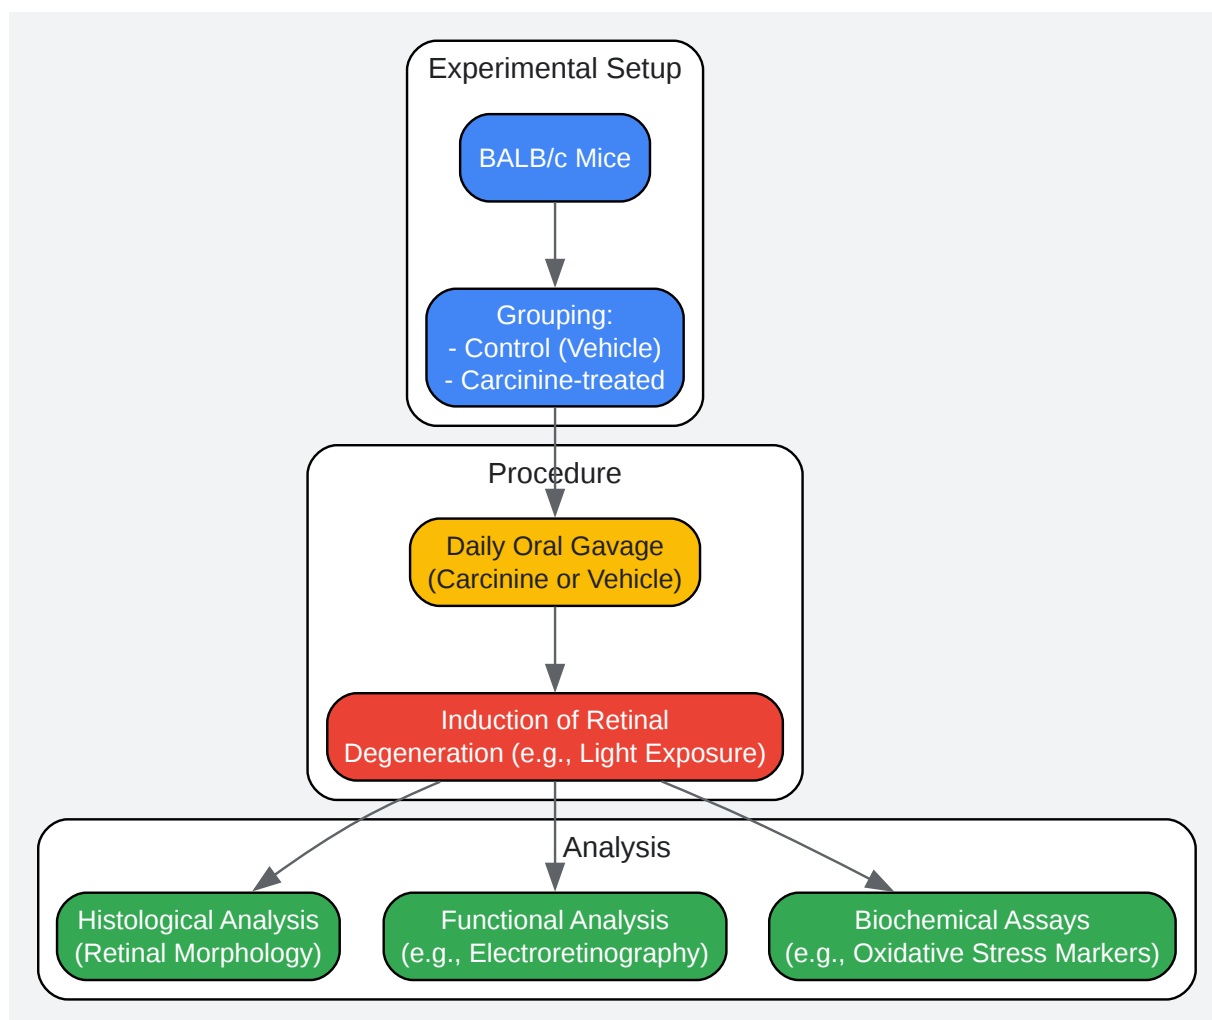 Experimental Setup
BALB/c Mice
Grouping:
- Control (Vehicle)
- Carcinine-treated
Procedure
Daily Oral Gavage
(Carcinine or Vehicle)
Induction of Retinal
Degeneration (e.g., Light Exposure)
Analysis
Histological Analysis
(Retinal Morphology)
Functional Analysis
(e.g., Electroretinography)
Biochemical Assays
(e.g., Oxidative Stress Markers)